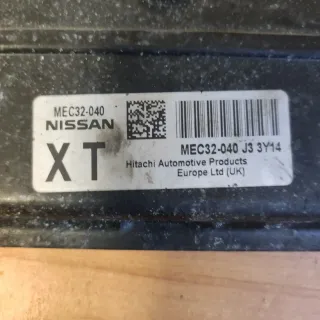 MEC32-040
NISSAN
XT
MEC32-040 J3 3Y14
Hitachi Automotive Products
Europe Ltd [UK]